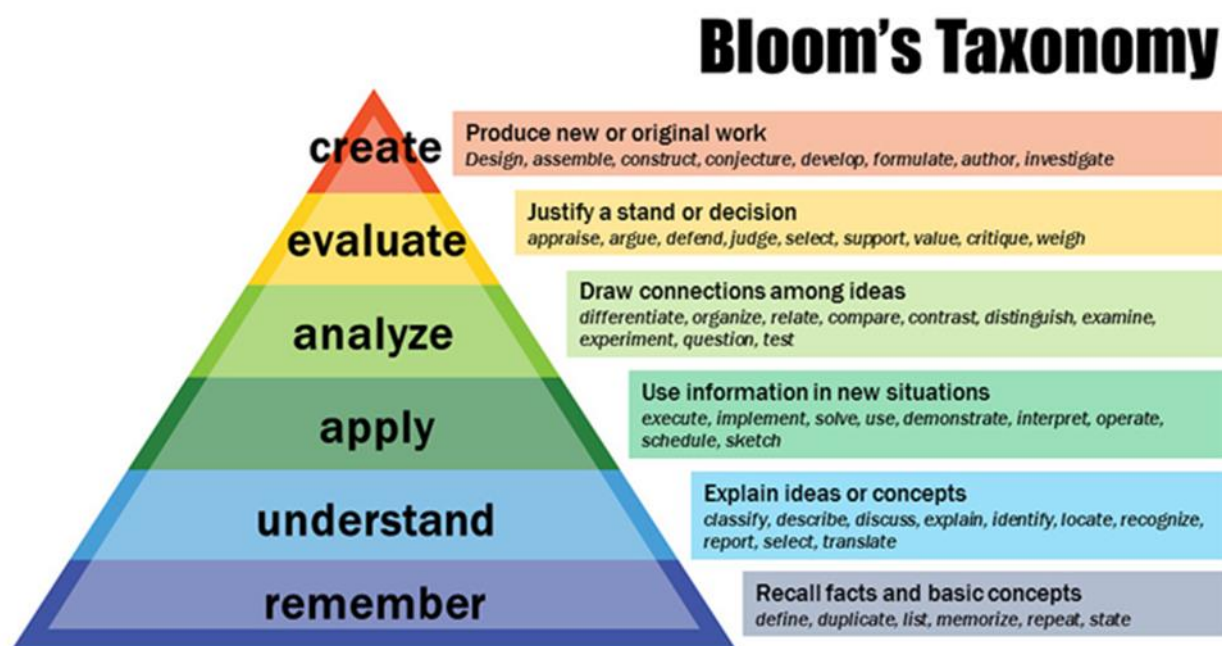 Bloom's Taxonomy
create
Produce new or original work
Design, assemble, construct, conjecture, develop, formulate, author, investigate
evaluate
Justify a stand or decision
appraise, argue, defend, judge, select, support, value, critique, weigh
analyze
Draw connections among ideas
differentiate, organize, relate, compare, contrast, distinguish, examine,
experiment, question, test
apply
Use information in new situations
execute, implement, solve, use, demonstrate, interpret, operate,
schedule, sketch
understand
Explain ideas or concepts
classify, describe, discuss, explain, identify, locate, recognize,
report, select, translate
remember
Recall facts and basic concepts
define, duplicate, list, memorize, repeat, state